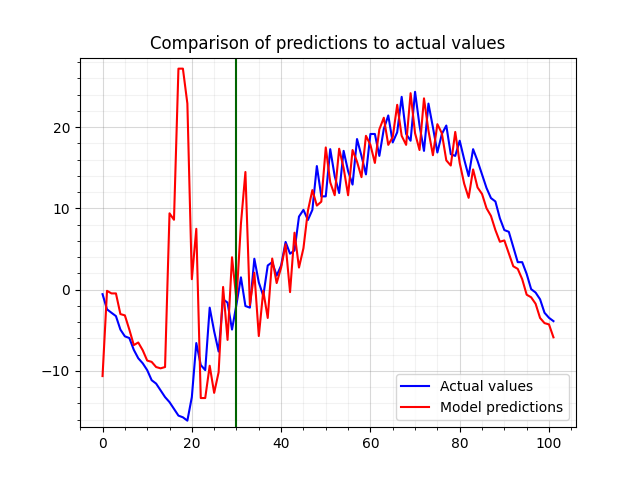 Comparison of predictions to actual values
20
10
0
−10
0 20 40 60 80 100
Actual values
Model predictions